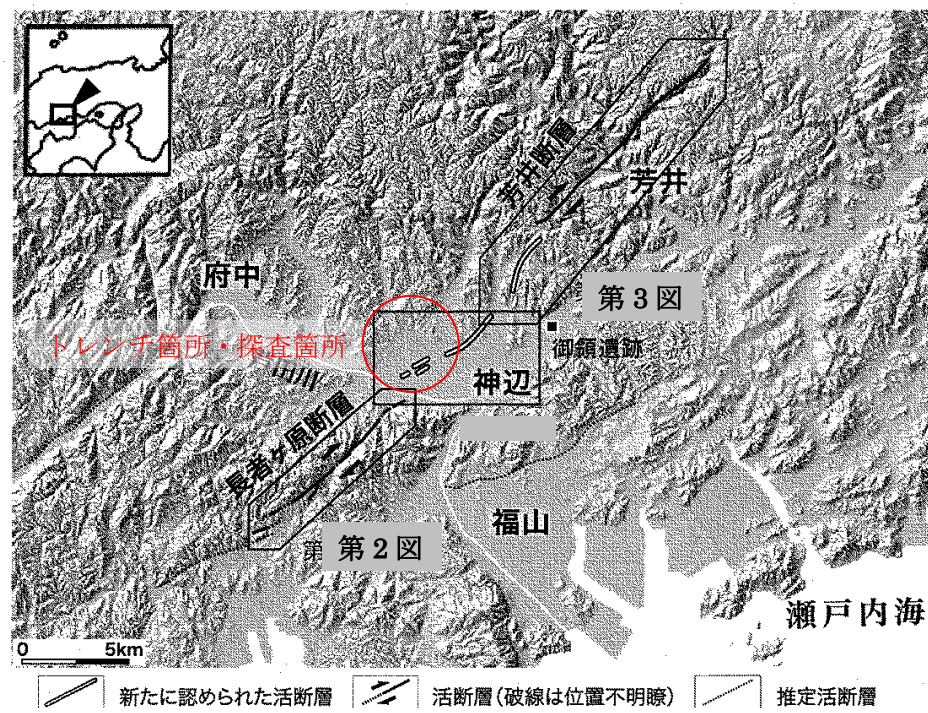 芳井断層
芳井
府中
第3図
トレンチ箇所・探査箇所
御領遺跡
神辺
長者ヶ原断層
福山
第
第2図
瀬戸内海
0 5km
新たに認められた活断層
活断層(破線は位置不明瞭)
推定活断層